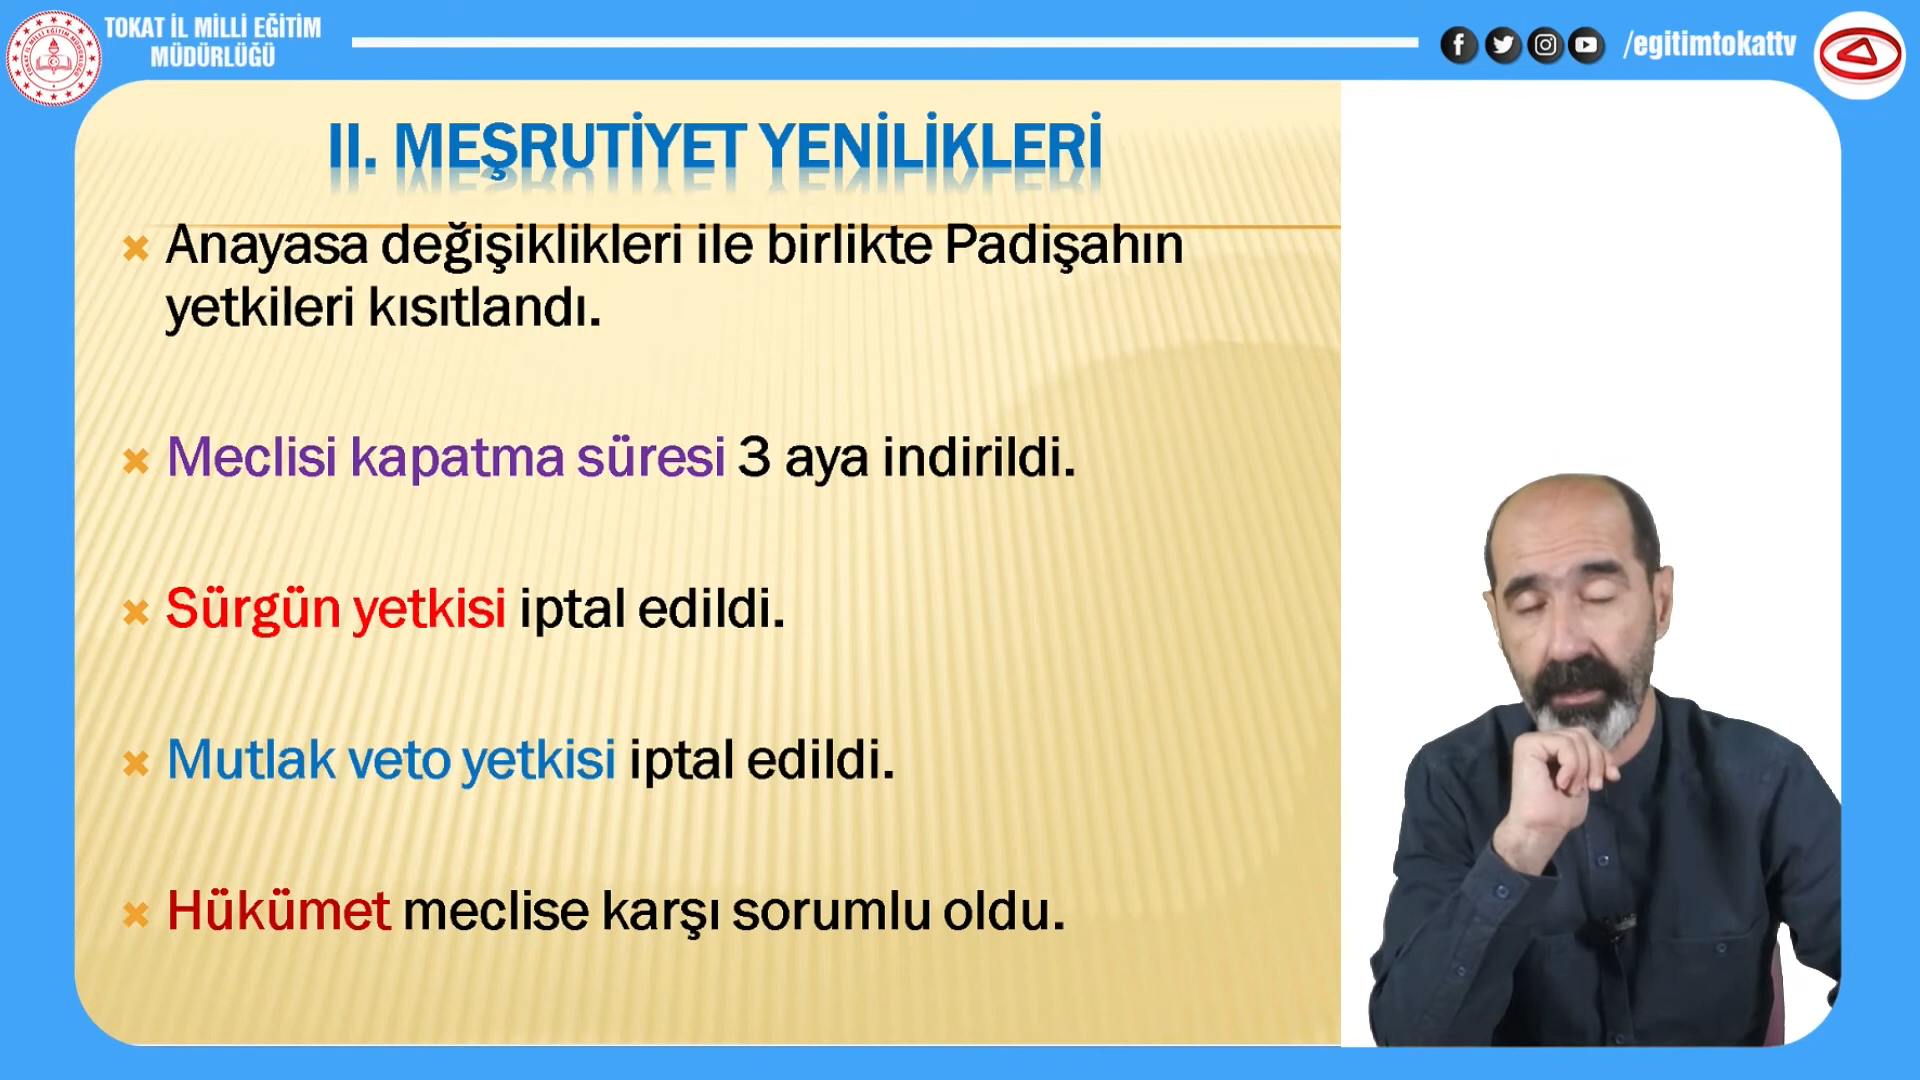 TOKAT İL MİLLİ EĞİTİM
MÜDÜRLÜĞÜ
/egitimtokattv
II. MEŞRUTİYET YENİLİKLERİ
Anayasa değişiklikleri ile birlikte Padişahın
yetkileri kısıtlandı.
Meclisi kapatma süresi 3 aya indirildi.
Sürgün yetkisi iptal edildi.
Mutlak veto yetkisi iptal edildi.
Hükümet meclise karşı sorumlu oldu.